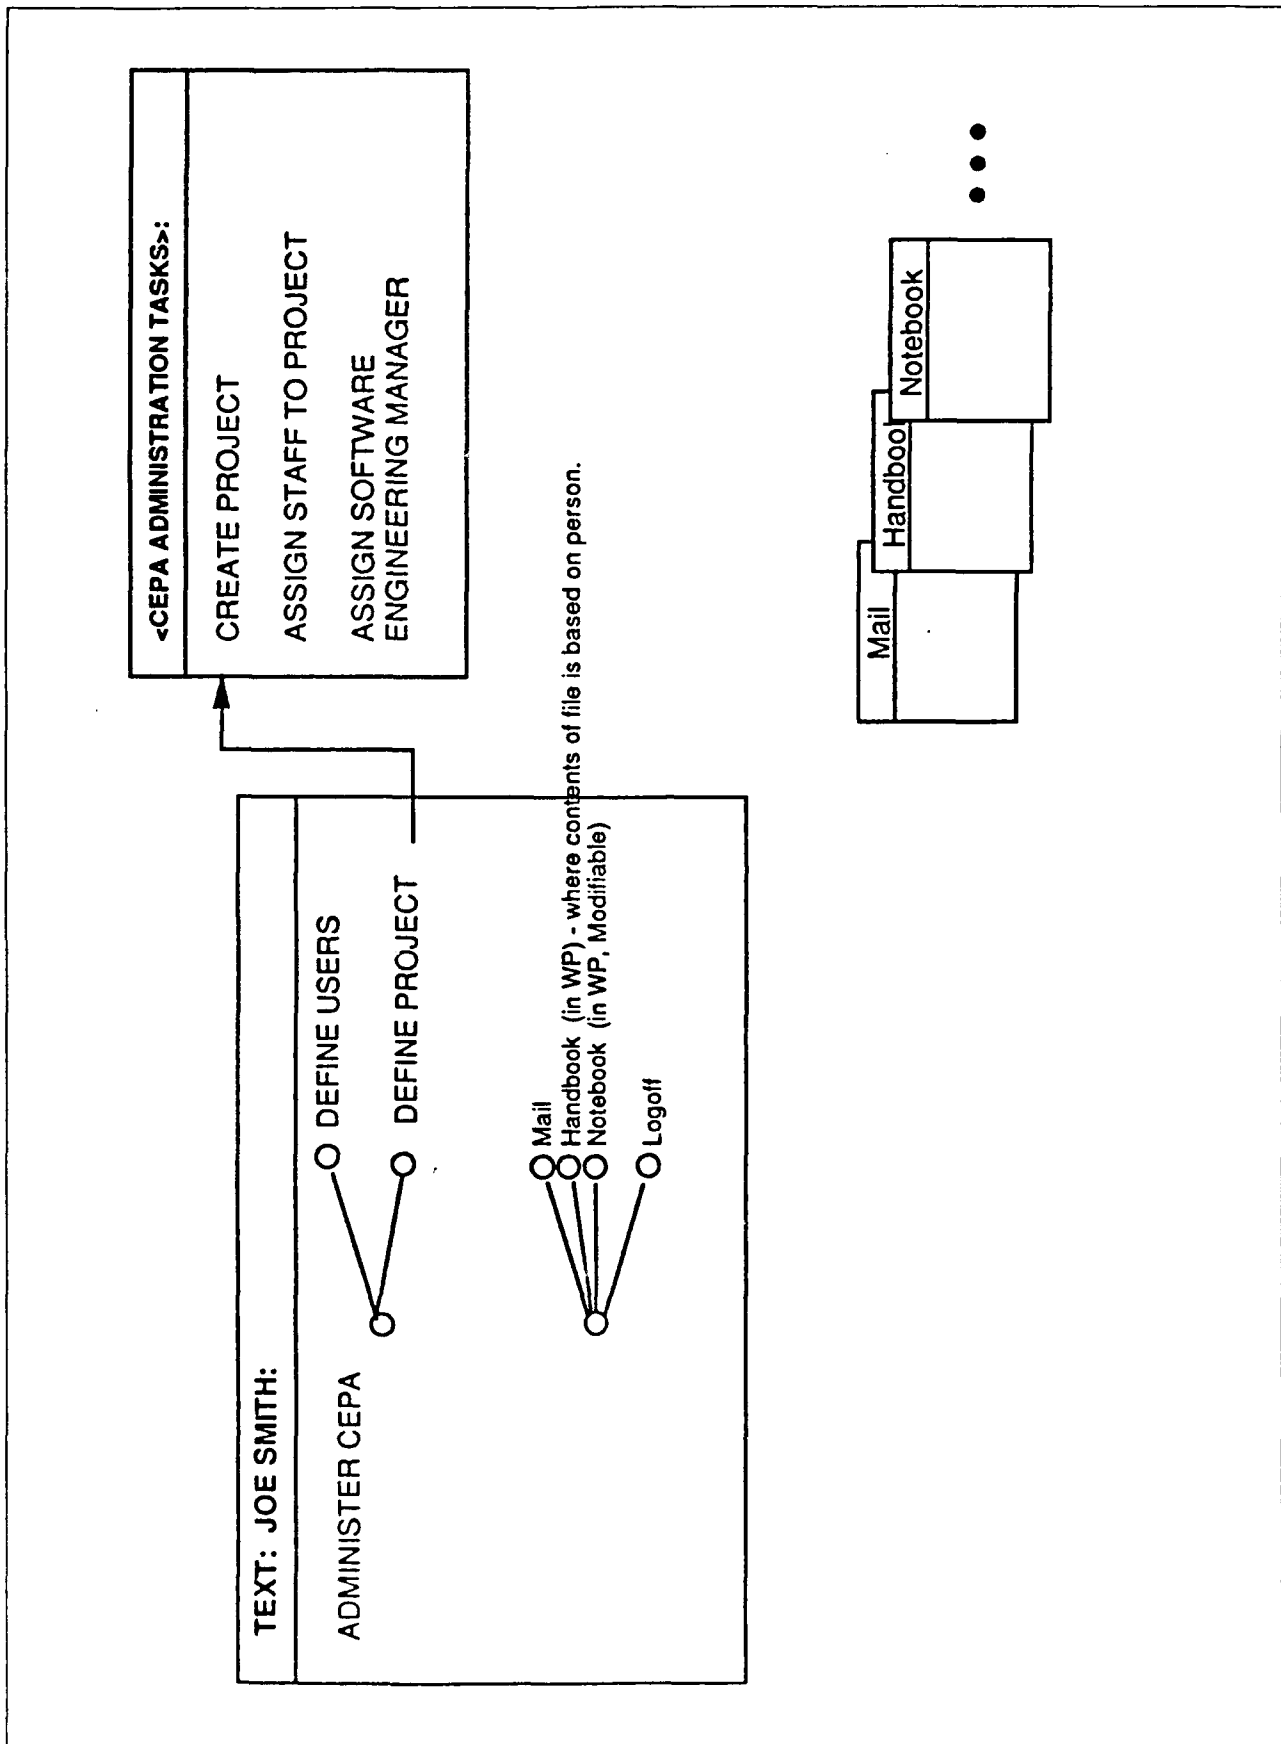 <CEPA ADMINISTRATION TASKS>:
CREATE PROJECT
ASSIGN STAFF TO PROJECT
ASSIGN SOFTWARE
ENGINEERING MANAGER
TEXT: JOE SMITH:
ADMINISTER CEPA
DEFINE USERS
DEFINE PROJECT
Mail
Handbook (in WP) - where contents of file is based on person.
Notebook (in WP, Modifiable)
Logoff
Mail
Handboo
Notebook